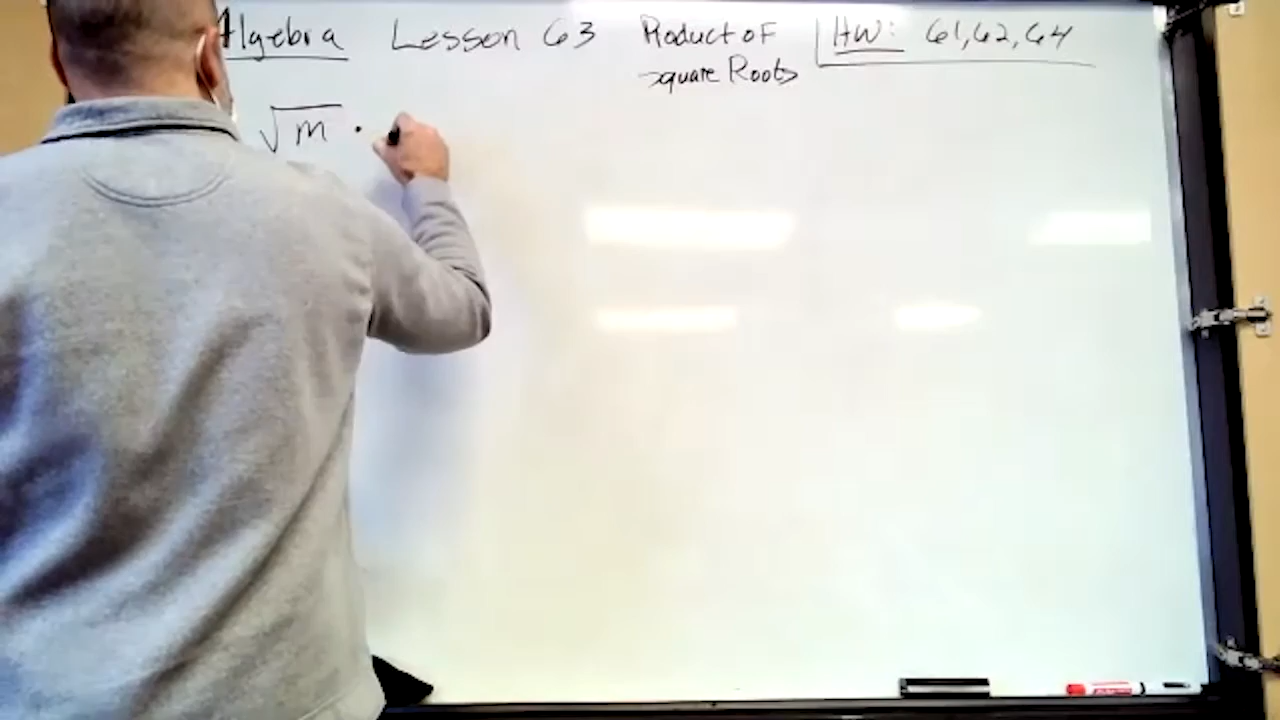 Algebra Lesson 63 Product of HW: 61,62,64
Square Roots
√m ·